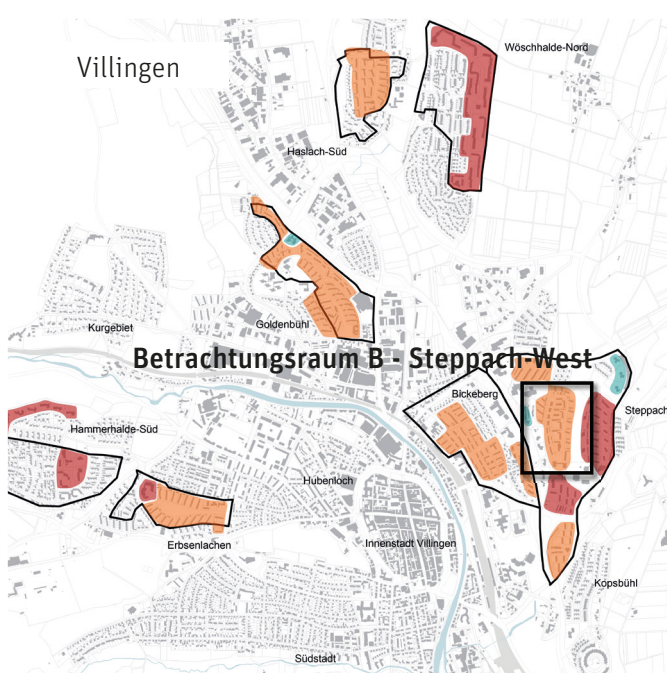 Villingen
Wöschhalde-Nord
Haslach-Süd
Kurgebiet
Goldenbühl
Betrachtungsraum B - Steppach-West
Bickeberg
Steppach
Hammerhalde-Süd
Hubenloch
Erbsenlachen
Innenstadt Villingen
Kopsbühl
Südstadt